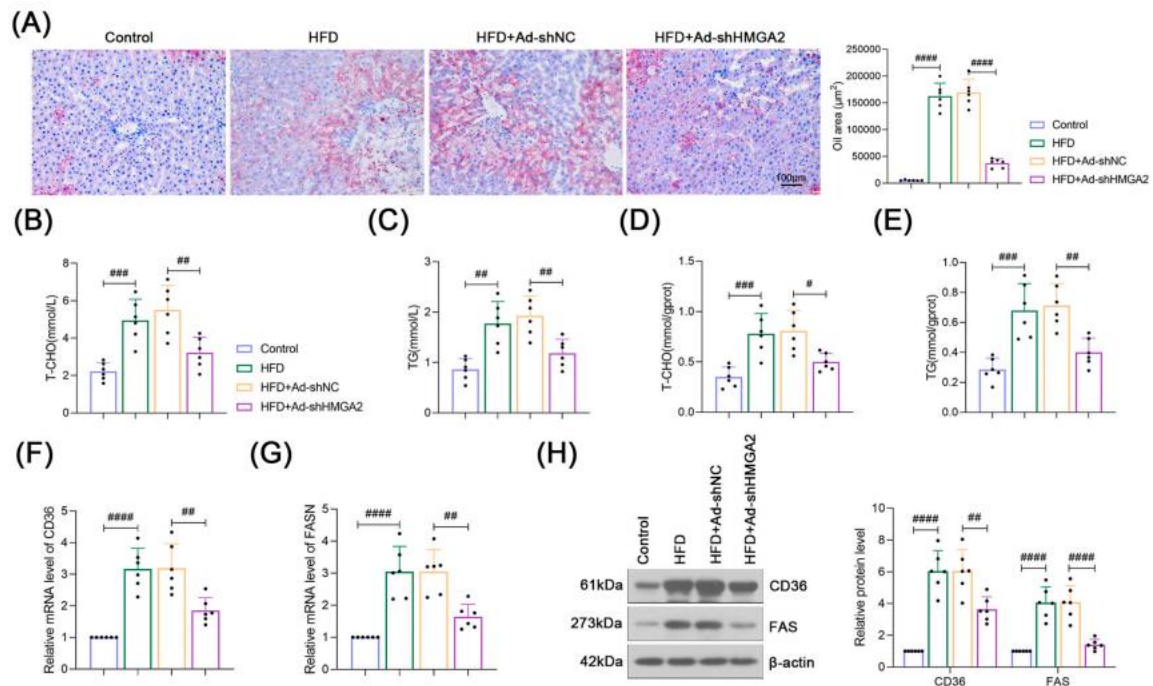 (A)
Control HFD HFD+Ad-shNC HFD+Ad-shHMGA2
100μm
Oil area (μm²)
200000
150000
100000
50000
0
#### ####
Control
HFD
HFD+Ad-shNC
HFD+Ad-shHMGA2
(B)
T-CHO(mmol/L)
8
6
4
2
0
### ##
Control
HFD
HFD+Ad-shNC
HFD+Ad-shHMGA2
(C)
TG(mmol/L)
3
2
1
0
## ##
(D)
T-CHO(mmol/gprot)
1.5
1.0
0.5
0.0
### #
(E)
TG(mmol/gprot)
1.0
0.8
0.6
0.4
0.2
0.0
### ##
(F)
Relative mRNA level of CD36
5
4
3
2
1
0
#### ##
(G)
Relative mRNA level of FASN
5
4
3
2
1
0
#### ##
(H)
Control HFD HFD+Ad-shNC HFD+Ad-shHMGA2
61kDa CD36
273kDa FAS
42kDa β-actin
Relative protein level
10
8
6
4
2
0
#### ## #### ####
CD36 FAS